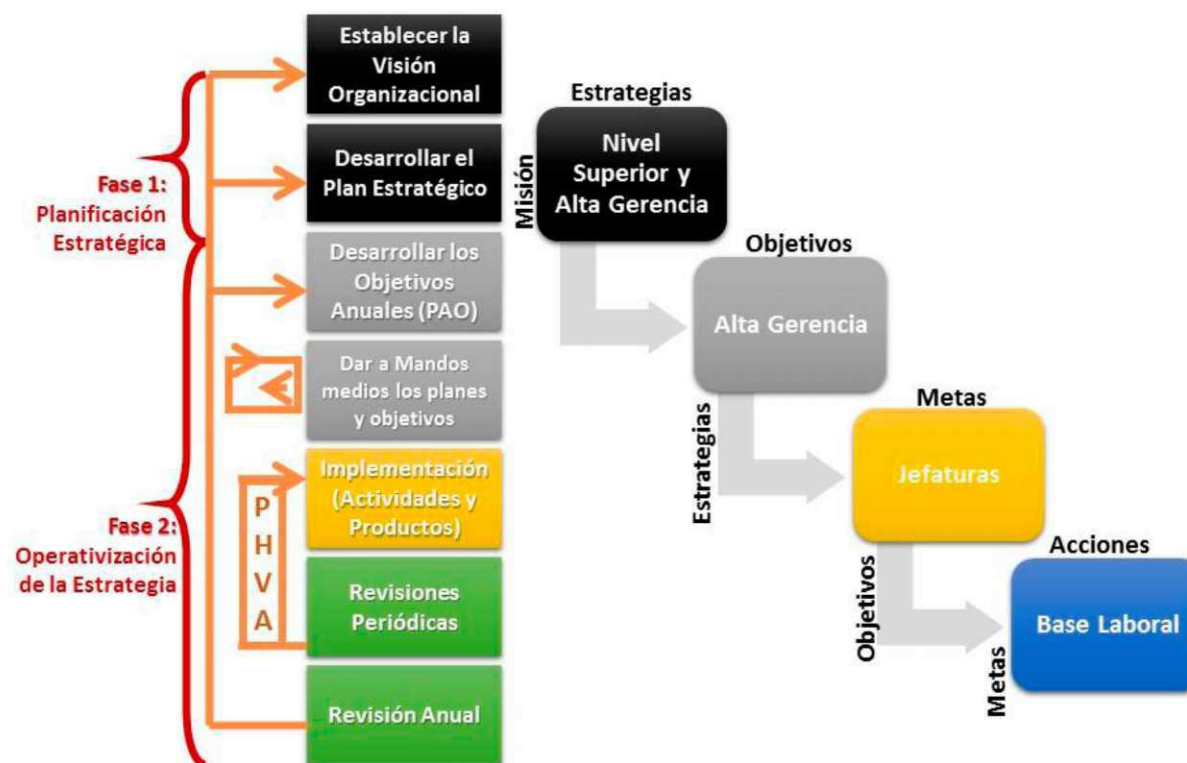 Establecer la
Visión
Organizacional
Desarrollar el
Plan Estratégico
Desarrollar los
Objetivos
Anuales (PAO)
Dar a Mandos
medios los planes
y objetivos
Implementación
(Actividades y
Productos)
Revisiones
Periódicas
Revisión Anual
Fase 1:
Planificación
Estratégica
Fase 2:
Operativización
de la Estrategia
P
H
V
A
Estrategias
Misión
Nivel
Superior y
Alta Gerencia
Objetivos
Alta Gerencia
Estrategias
Metas
Jefaturas
Objetivos
Acciones
Base Laboral
Metas